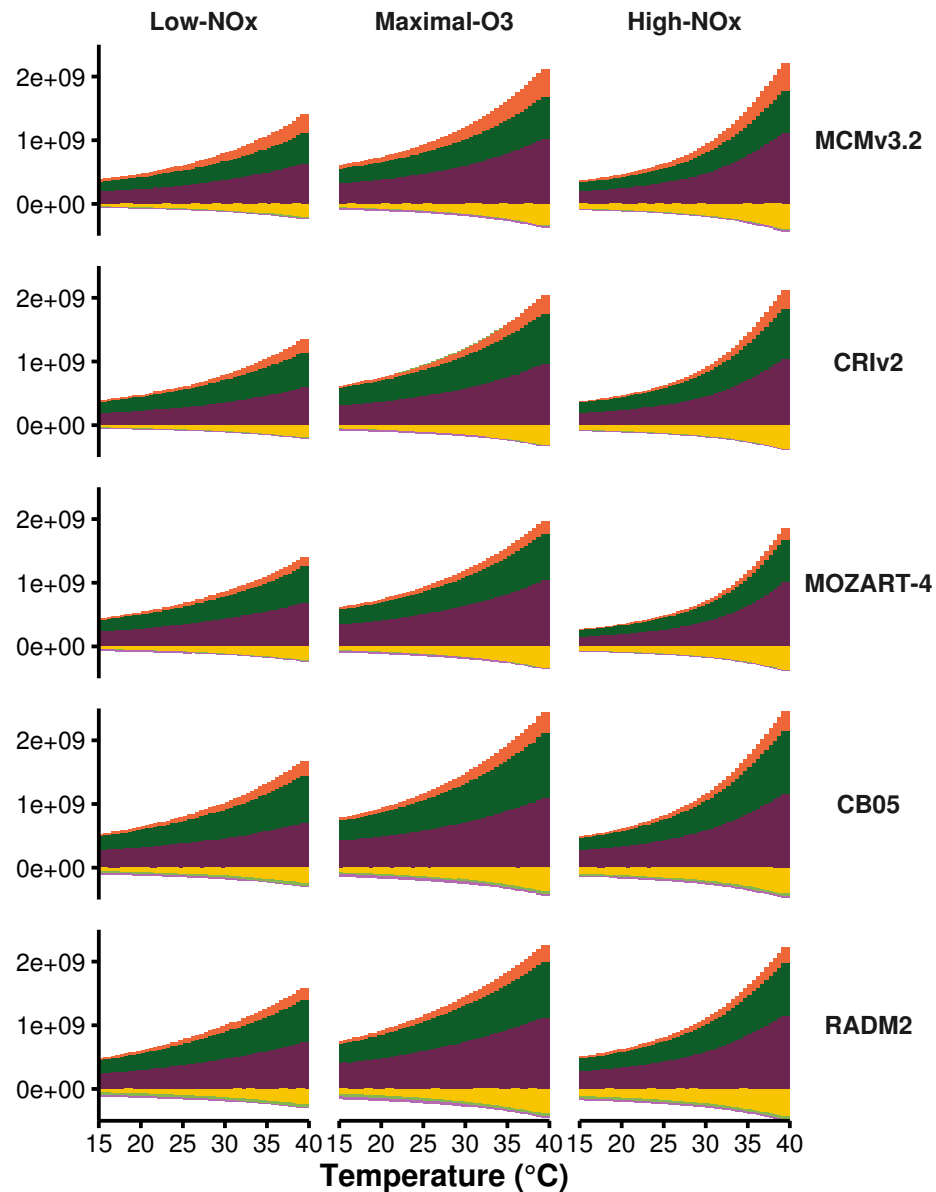 Low-NOx Maximal-O3 High-NOx
2e+09
1e+09
0e+00
MCMv3.2
2e+09
1e+09
0e+00
CRIv2
2e+09
1e+09
0e+00
MOZART-4
2e+09
1e+09
0e+00
CB05
2e+09
1e+09
0e+00
RADM2
15 20 25 30 35 40 15 20 25 30 35 40 15 20 25 30 35 40
Temperature (°C)